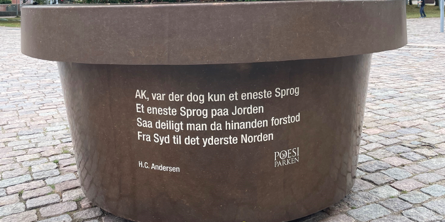 AK, var der dog kun et eneste Sprog
Et eneste Sprog paa Jorden
Saa deiligt man da hinanden forstod
Fra Syd til det yderste Norden
H.C. Andersen
POESI
PARKEN